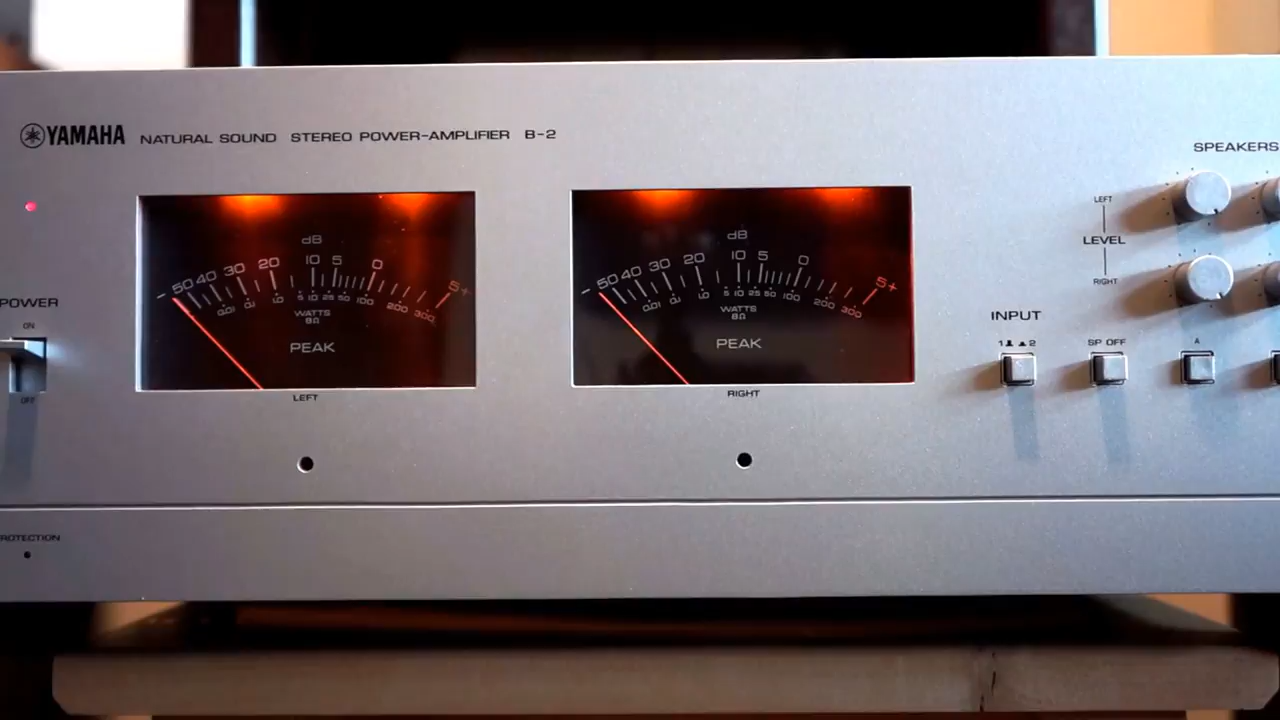 YAMAHA NATURAL SOUND STEREO POWER-AMPLIFIER B-2
SPEAKERS
POWER
ON
OFF
dB
- 50 40 30 20 10 5 0 5+
0.01 0.1 1.0 5 10 25 50 100 200 300
WATTS
8Ω
PEAK
LEFT
dB
- 50 40 30 20 10 5 0 5+
0.01 0.1 1.0 5 10 25 50 100 200 300
WATTS
8Ω
PEAK
RIGHT
LEFT
LEVEL
RIGHT
INPUT
1 2
SP OFF
A
ROTECTION